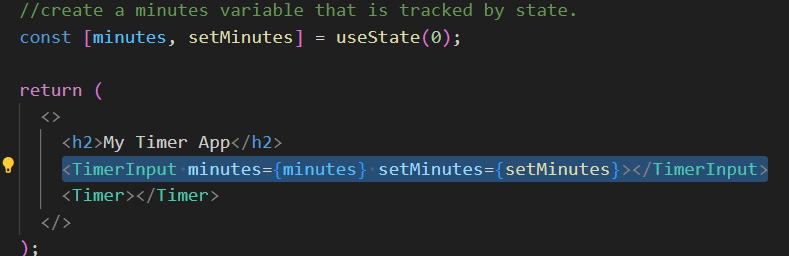 //create a minutes variable that is tracked by state.
const [minutes, setMinutes] = useState(0);
return (
<>
<h2>My Timer App</h2>
<TimerInput minutes={minutes} setMinutes={setMinutes}></TimerInput>
<Timer></Timer>
</>
);